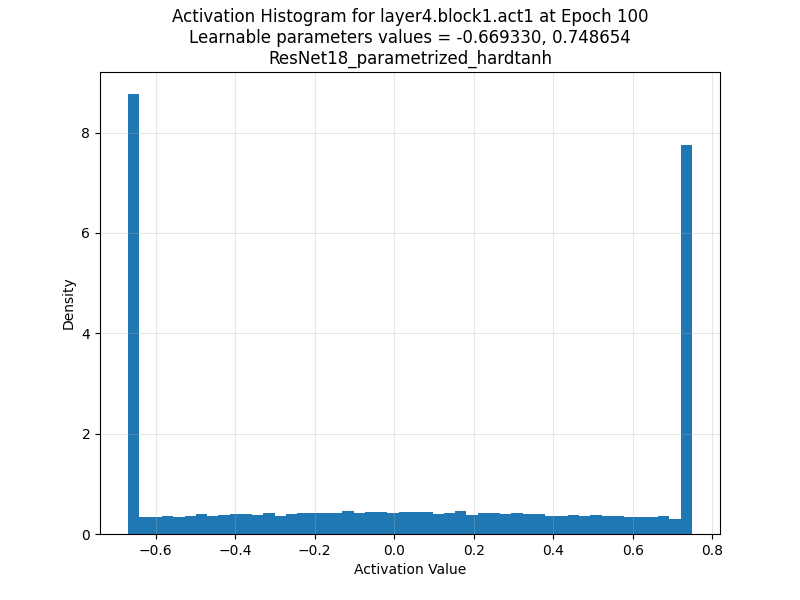 Activation Histogram for layer4.block1.act1 at Epoch 100
Learnable parameters values = -0.669330, 0.748654
ResNet18_parametrized_hardtanh
8
6
4
2
0
Density
−0.6 −0.4 −0.2 0.0 0.2 0.4 0.6 0.8
Activation Value